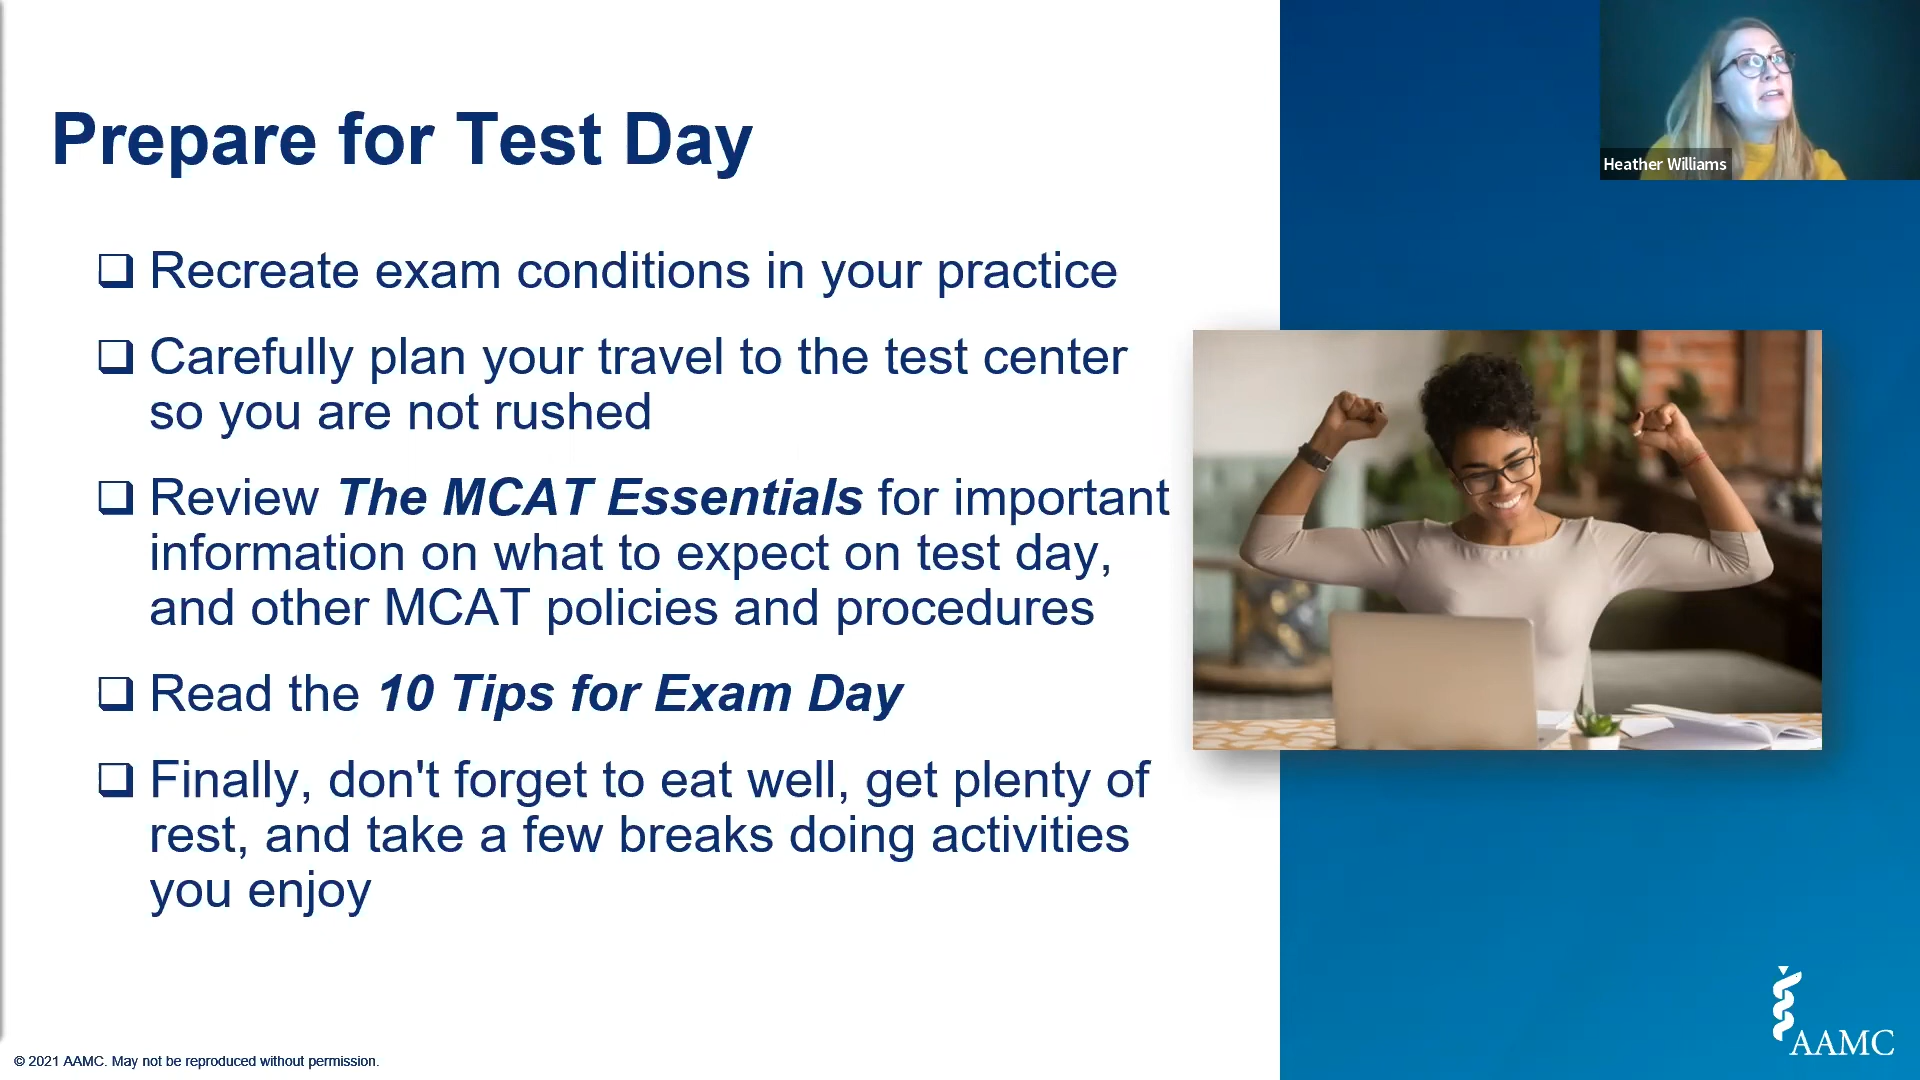 Prepare for Test Day
Recreate exam conditions in your practice
Carefully plan your travel to the test center
so you are not rushed
Review The MCAT Essentials for important
information on what to expect on test day,
and other MCAT policies and procedures
Read the 10 Tips for Exam Day
Finally, don't forget to eat well, get plenty of
rest, and take a few breaks doing activities
you enjoy
Heather Williams
AAMC
© 2021 AAMC. May not be reproduced without permission.